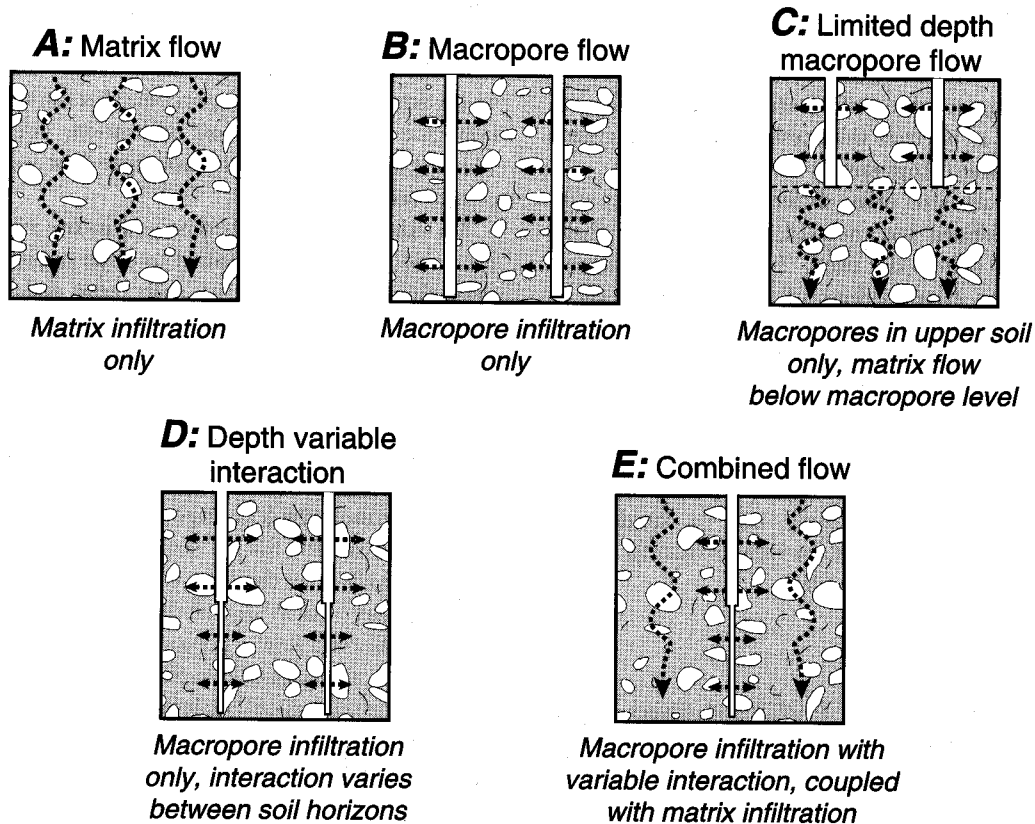 A: Matrix flow
Matrix infiltration
only
B: Macropore flow
Macropore infiltration
only
C: Limited depth
macropore flow
Macropores in upper soil
only, matrix flow
below macropore level
D: Depth variable
interaction
Macropore infiltration
only, interaction varies
between soil horizons
E: Combined flow
Macropore infiltration with
variable interaction, coupled
with matrix infiltration